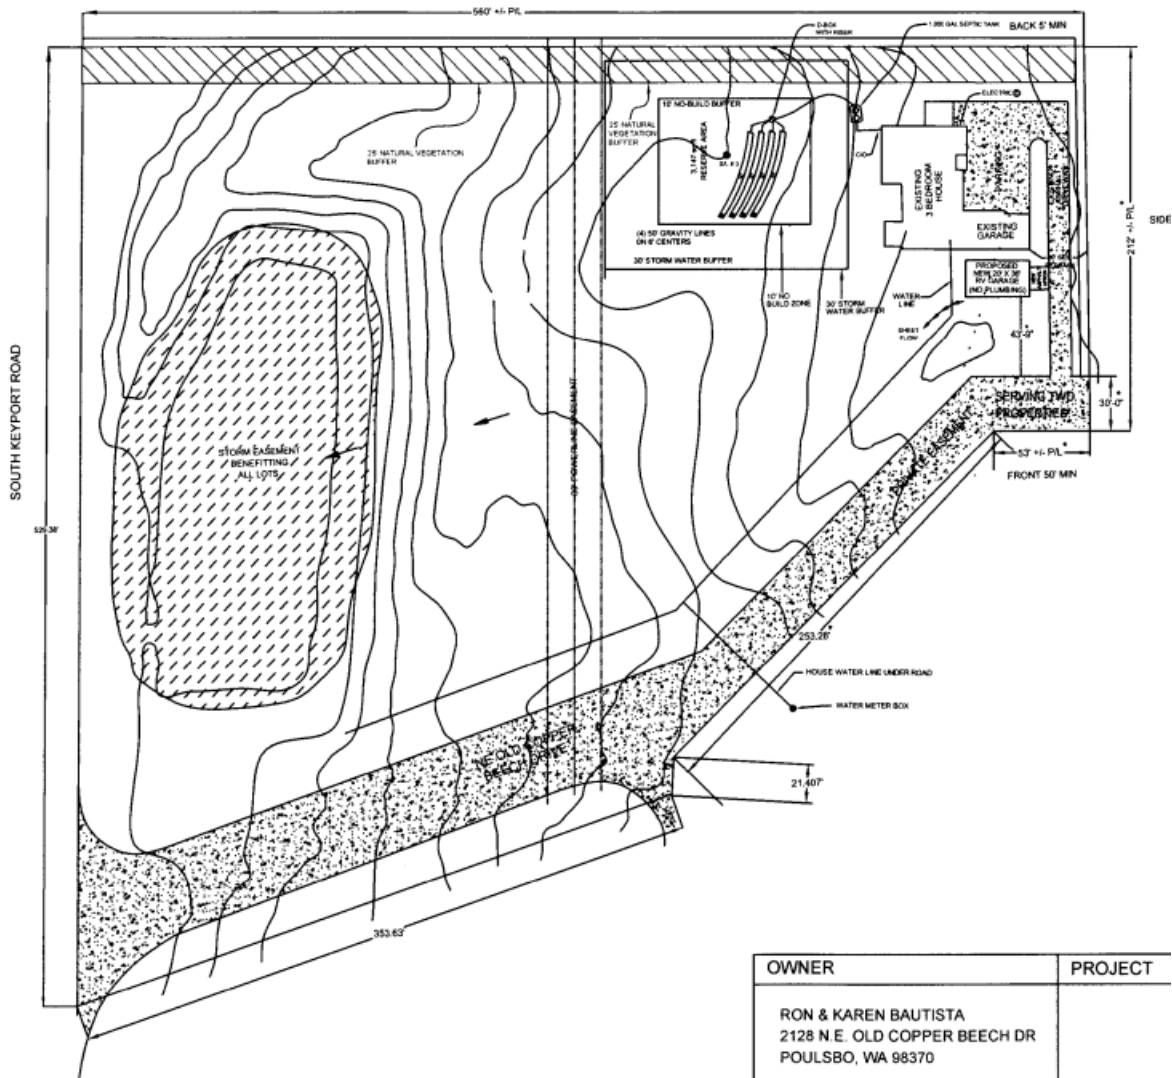 560' +/- P/L
D-BOX
WITH RISER
BACK 5' MIN
ELECTRIC
10' NO-BUILD BUFFER
25' NATURAL
VEGETATION
BUFFER
25' NATURAL VEGETATION
BUFFER
RESERVE AREA
C/O
EXISTING
3 BEDROOM
HOUSE
PARKING
EXISTING
GARAGE
212' +/- P/L
SIDE
(4) 50' GRAVITY LINES
ON 6' CENTERS
30' STORM WATER BUFFER
PROPOSED
(NO PLUMBING)
RV GARAGE
10' NO
BUILD ZONE
30' STORM
WATER BUFFER
WATER
LINE
SHEET
FLOW
43'-9"
SOUTH KEYPORT ROAD
SERVING TWO
PROPERTIES
30'-0"
53' +/- P/L
FRONT 50' MIN
STORM EASEMENT
BENEFITTING
ALL LOTS
EASEMENT
253.28'
HOUSE WATER LINE UNDER ROAD
WATER METER BOX
NE OLD COPPER
BEECH DRIVE
21.407'
353.63'
OWNER
PROJECT
RON & KAREN BAUTISTA
2128 N.E. OLD COPPER BEECH DR
POULSBO, WA 98370